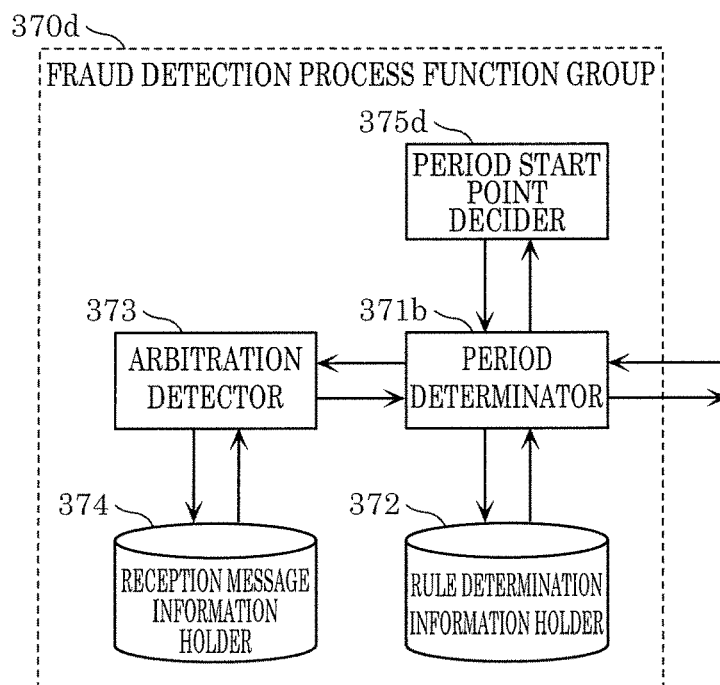 370d
FRAUD DETECTION PROCESS FUNCTION GROUP
375d
PERIOD START
POINT
DECIDER
373
ARBITRATION
DETECTOR
371b
PERIOD
DETERMINATOR
374
RECEPTION MESSAGE
INFORMATION
HOLDER
372
RULE DETERMINATION
INFORMATION HOLDER